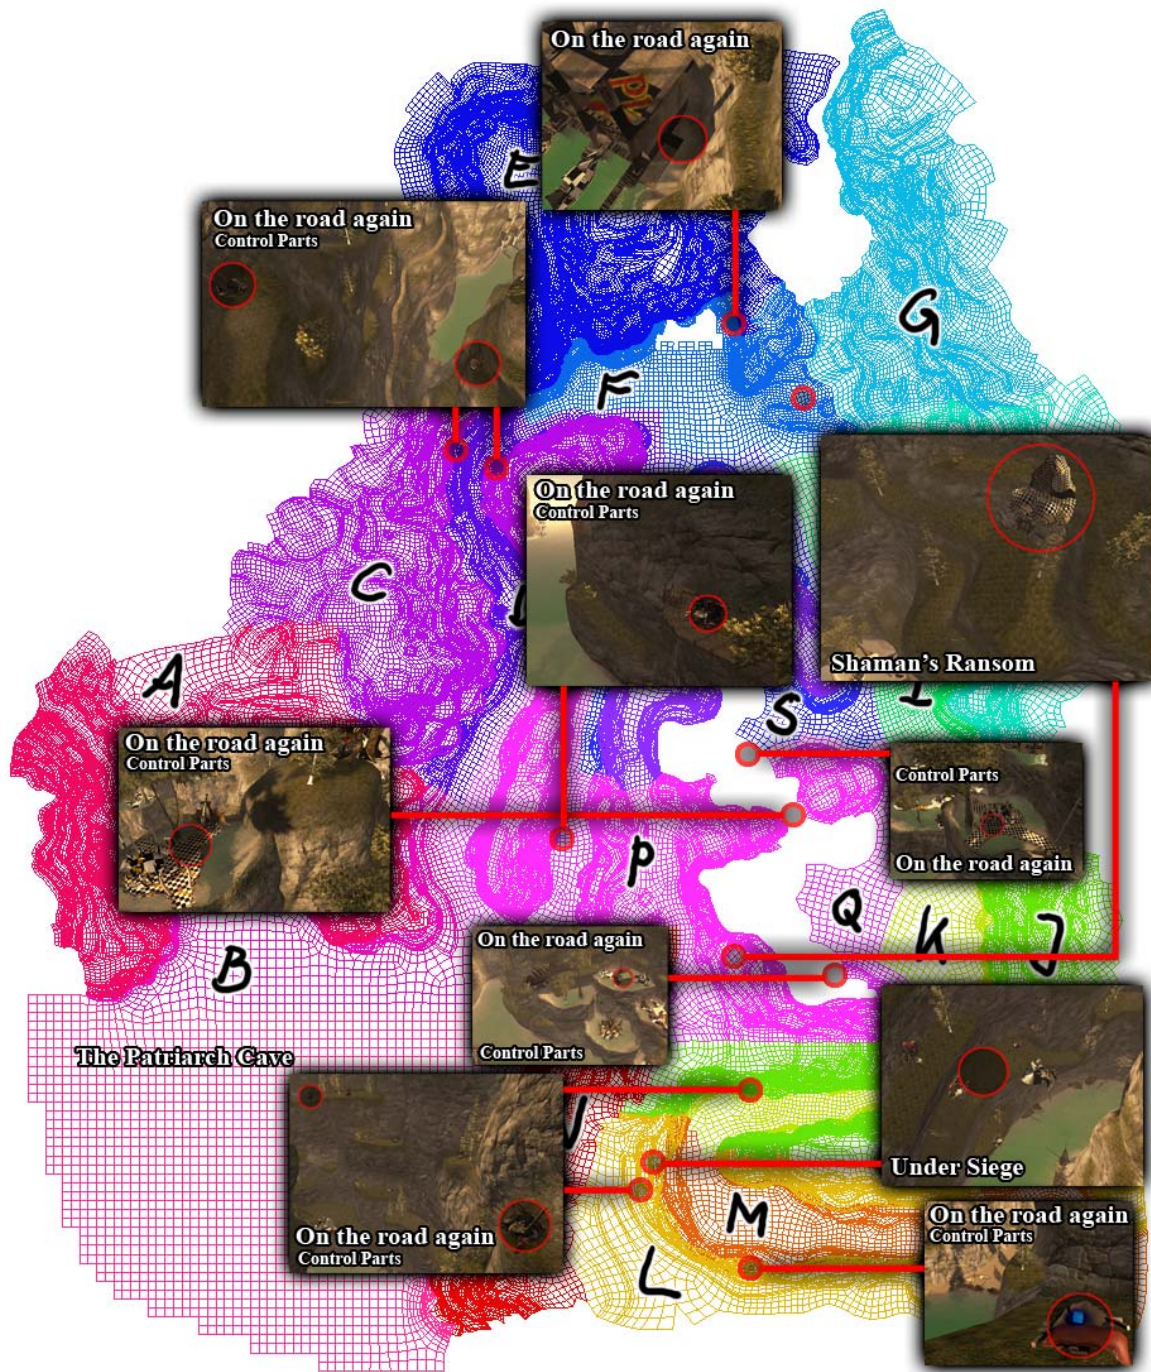 On the road again
E
On the road again
Control Parts
G
F
On the road again
Control Parts
C
Shaman's Ransom
A
S
I
On the road again
Control Parts
Control Parts
On the road again
P
Q
K
J
B
On the road again
Control Parts
The Patriarch Cave
Under Siege
M
On the road again
Control Parts
On the road again
Control Parts
L